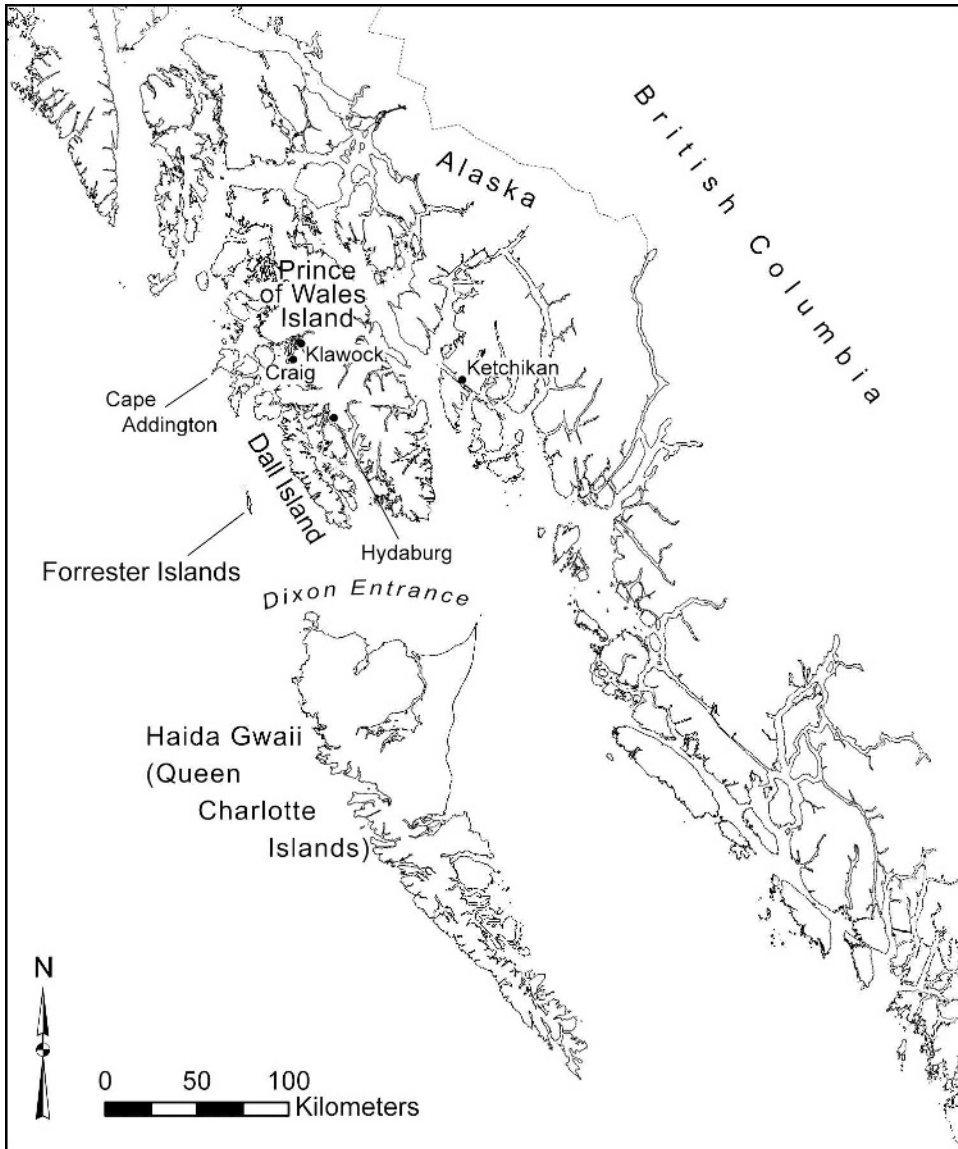 British Columbia
Alaska
Prince
of Wales
Island
Klawock
Craig
Ketchikan
Cape
Addington
Dall Island
Hydaburg
Forrester Islands
Dixon Entrance
Haida Gwaii
(Queen
Charlotte
Islands)
N
0 50 100
Kilometers